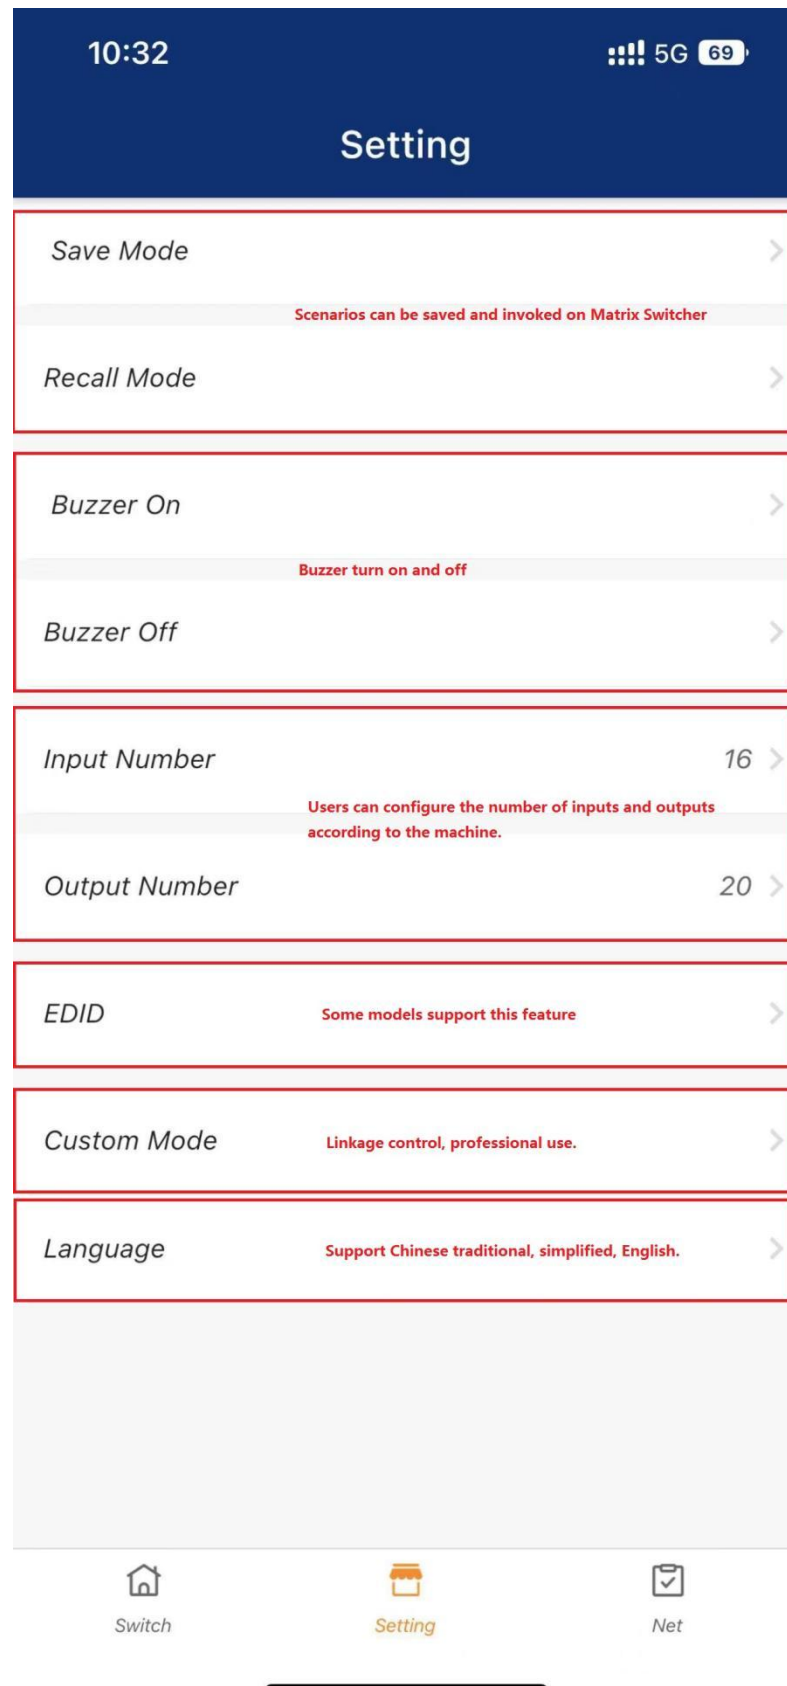 10:32
5G 69
Setting
Save Mode
Scenarios can be saved and invoked on Matrix Switcher
Recall Mode
Buzzer On
Buzzer turn on and off
Buzzer Off
Input Number 16
Users can configure the number of inputs and outputs
according to the machine.
Output Number 20
EDID
Some models support this feature
Custom Mode
Linkage control, professional use.
Language
Support Chinese traditional, simplified, English.
Switch
Setting
Net